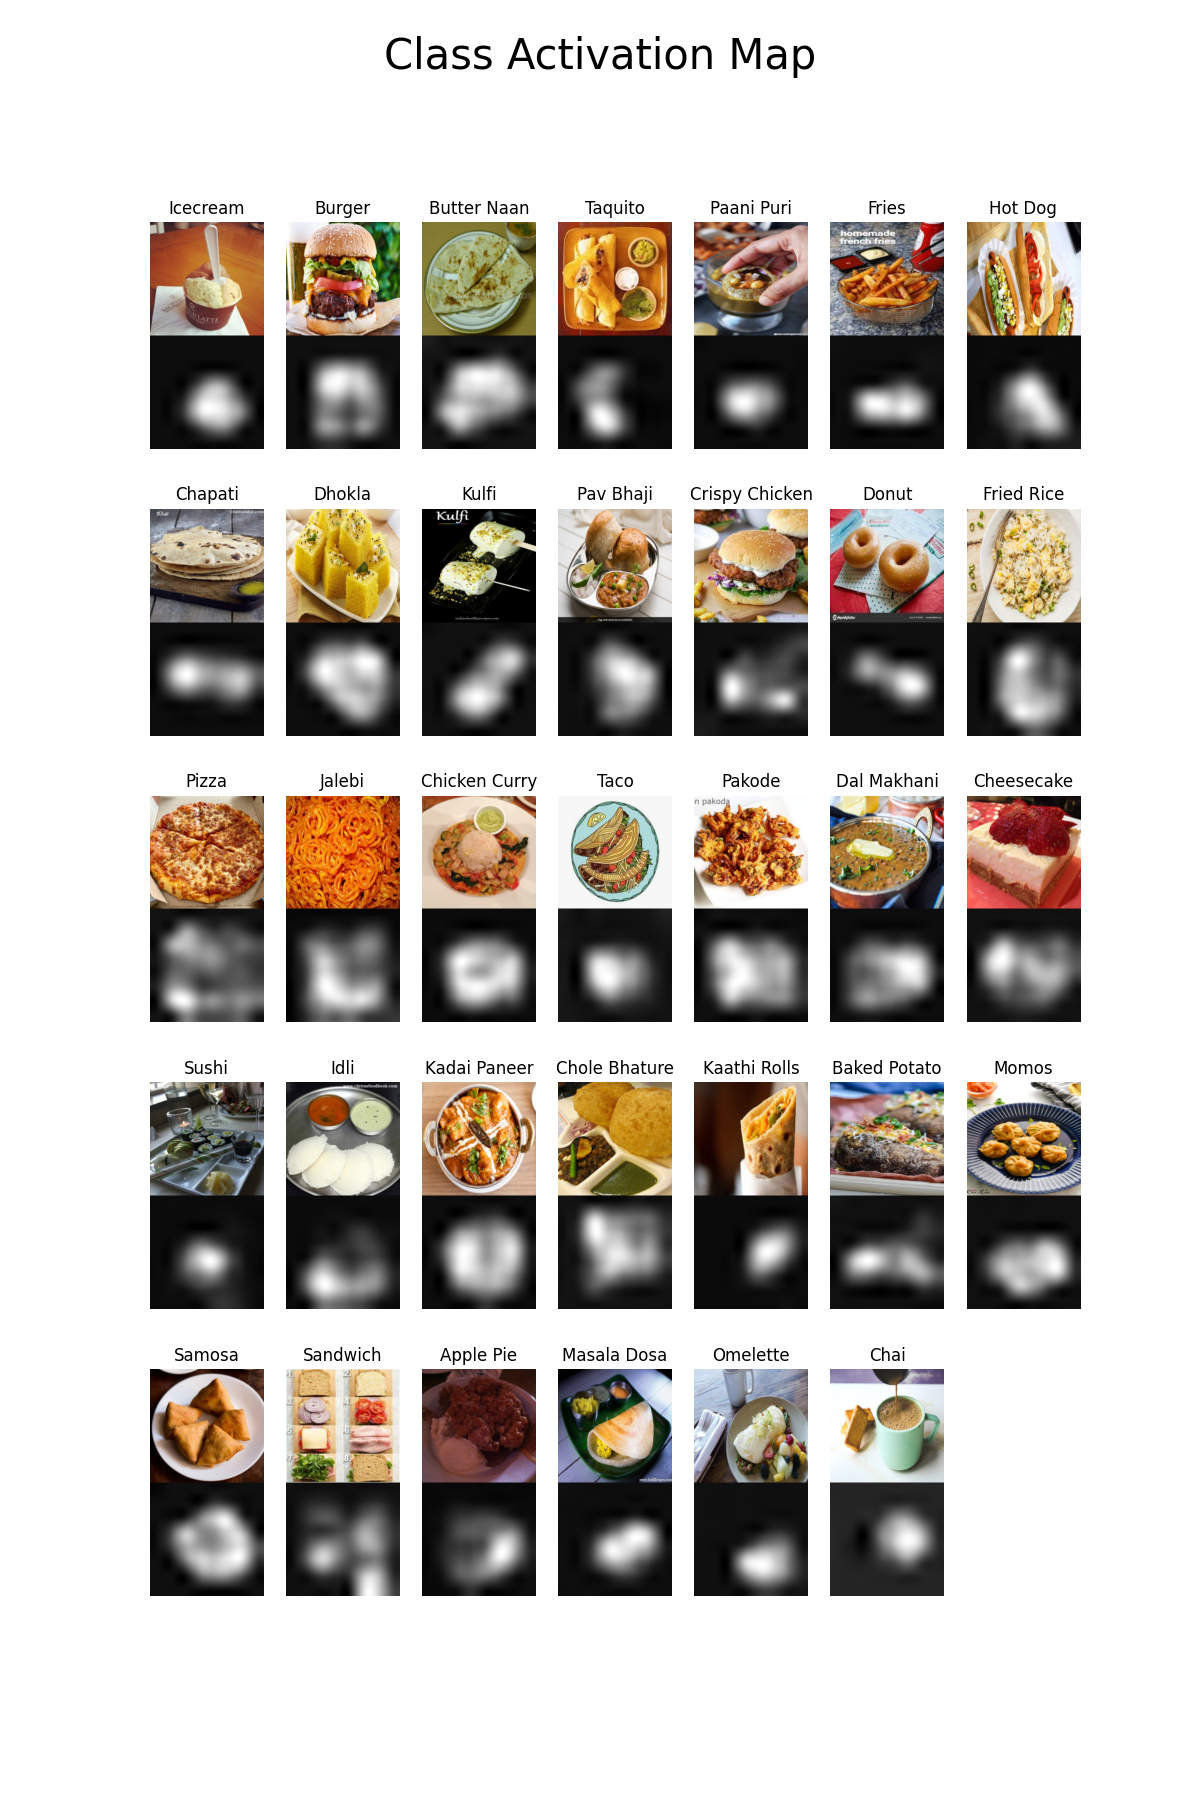 Class Activation Map
Icecream
Burger
Butter Naan
Taquito
Paani Puri
Fries
Hot Dog
homemade
french fries
Chapati
Dhokla
Kulfi
Pav Bhaji
Crispy Chicken
Donut
Fried Rice
Kulfi
Pizza
Jalebi
Chicken Curry
Taco
Pakode
Dal Makhani
Cheesecake
n pakoda
Sushi
Idli
Kadai Paneer
Chole Bhature
Kaathi Rolls
Baked Potato
Momos
Samosa
Sandwich
Apple Pie
Masala Dosa
Omelette
Chai